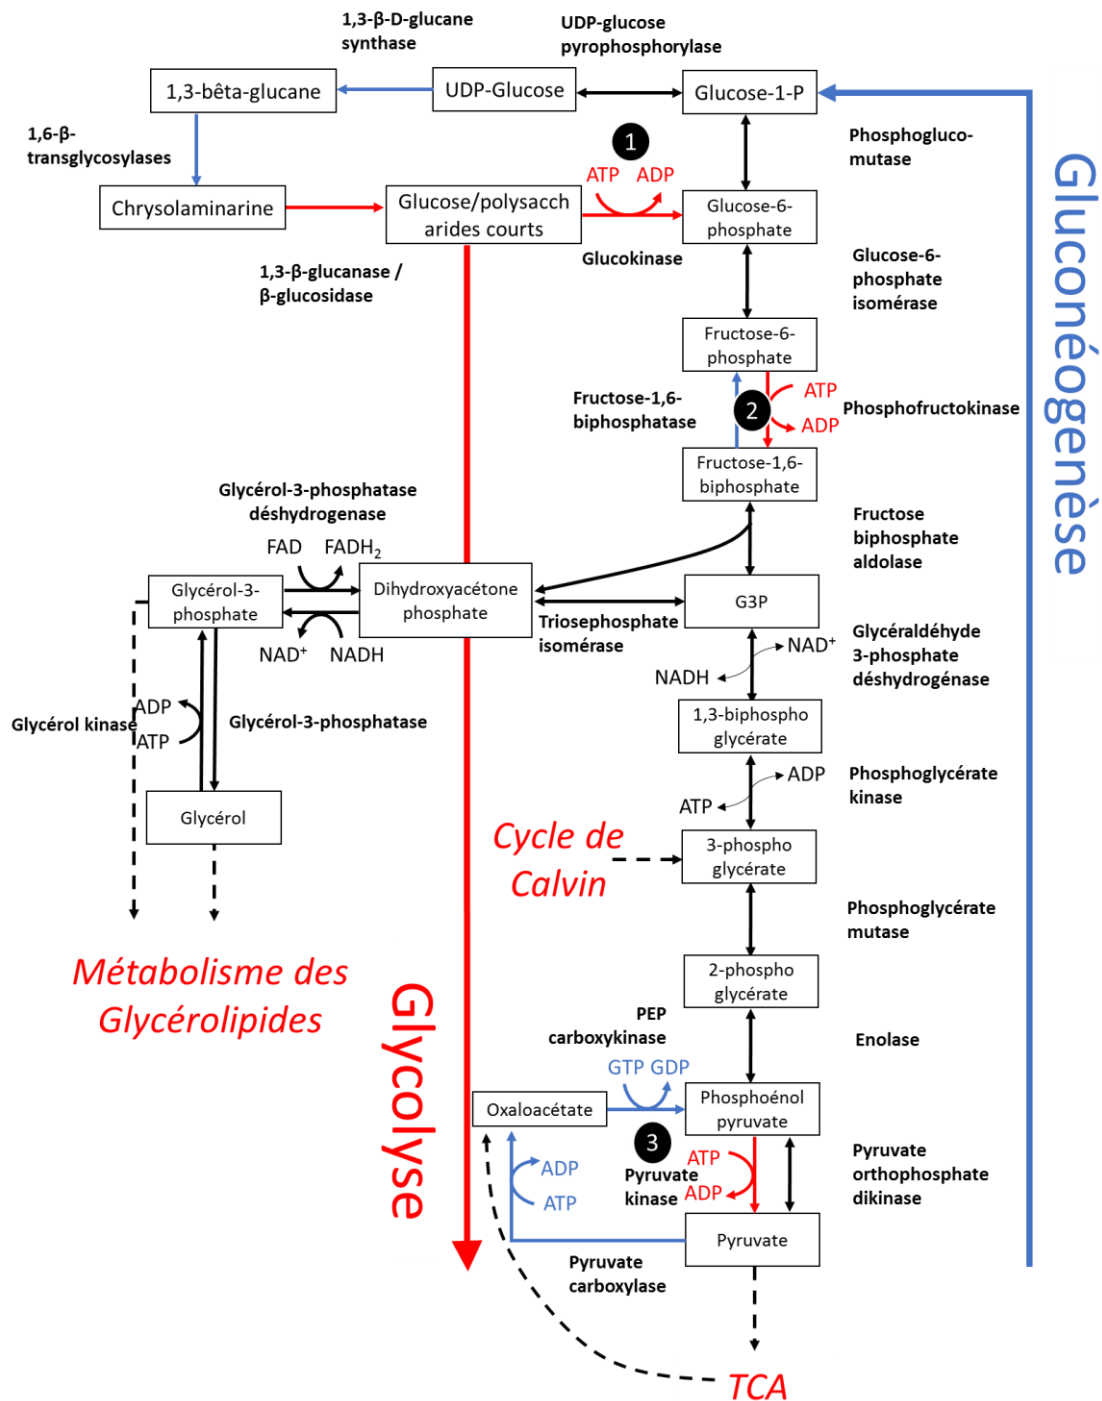 1,3-β-D-glucane
synthase
UDP-glucose
pyrophosphorylase
1,3-bêta-glucane
UDP-Glucose
Glucose-1-P
1,6-β-
transglycosylases
1
ATP ADP
Phosphogluco-
mutase
Chrysolaminarine
Glucose/polysacch
arides courts
Glucose-6-
phosphate
Glucokinase
1,3-β-glucanase /
β-glucosidase
Glucose-6-
phosphate
isomérase
Gluconéogenèse
Fructose-6-
phosphate
Fructose-1,6-
biphosphatase
2
ATP
ADP
Phosphofructokinase
Fructose-1,6-
biphosphate
Glycérol-3-phosphatase
déshydrogenase
FAD FADH2
Fructose
biphosphate
aldolase
Glycérol-3-
phosphate
Dihydroxyacétone
phosphate
G3P
NAD+ NADH
Triosephosphate
isomérase
NAD+
NADH
Glycéraldéhyde
3-phosphate
déshydrogénase
Glycérol kinase
ADP
ATP
Glycérol-3-phosphatase
1,3-biphospho
glycérate
ADP
ATP
Phosphoglycérate
kinase
Glycérol
Cycle de
Calvin
3-phospho
glycérate
Phosphoglycérate
mutase
Métabolisme des
Glycérolipides
Glycolyse
2-phospho
glycérate
PEP
carboxykinase
GTP GDP
Enolase
Oxaloacétate
Phosphoénol
pyruvate
3
ADP
ATP
Pyruvate
kinase
ATP
ADP
Pyruvate
orthophosphate
dikinase
Pyruvate
Pyruvate
carboxylase
TCA